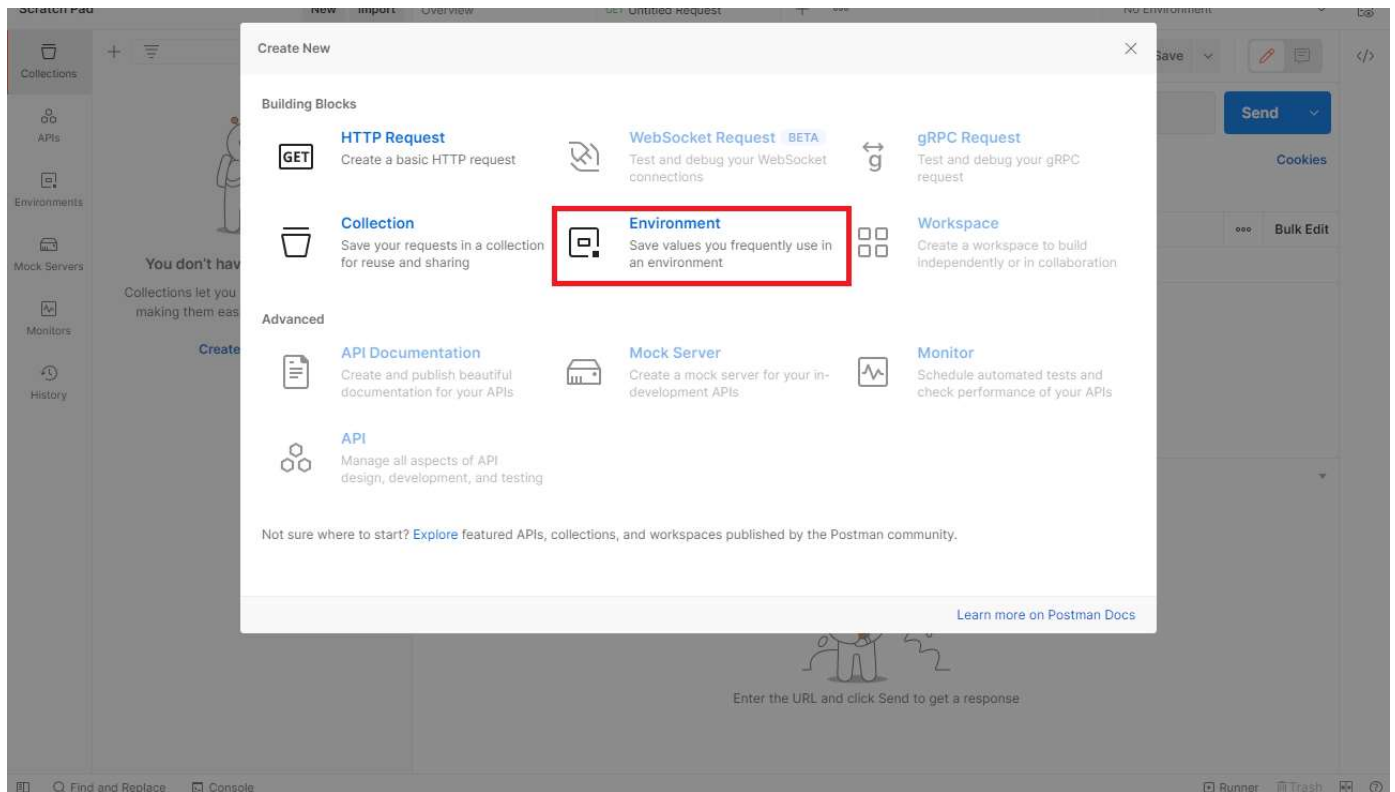 Scratch Pad
New
Import
Overview
GET Untitled Request
No Environment
Collections
APIs
Environments
Mock Servers
Monitors
History
You don't hav
Collections let you
making them eas
Create
Save
Send
Cookies
Bulk Edit
Create New
Building Blocks
GET
HTTP Request
Create a basic HTTP request
WebSocket Request BETA
Test and debug your WebSocket
connections
g
gRPC Request
Test and debug your gRPC
request
Collection
Save your requests in a collection
for reuse and sharing
Environment
Save values you frequently use in
an environment
Workspace
Create a workspace to build
independently or in collaboration
Advanced
API Documentation
Create and publish beautiful
documentation for your APIs
Mock Server
Create a mock server for your in-
development APIs
Monitor
Schedule automated tests and
check performance of your APIs
API
Manage all aspects of API
design, development, and testing
Not sure where to start? Explore featured APIs, collections, and workspaces published by the Postman community.
Learn more on Postman Docs
Enter the URL and click Send to get a response
Find and Replace
Console
Runner
Trash